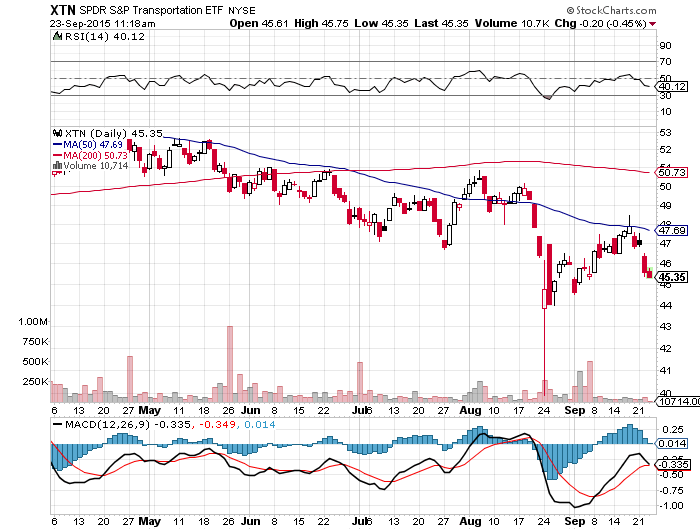 XTN SPDR S&P Transportation ETF NYSE © StockCharts.com
23-Sep-2015 11:18am Open 45.61 High 45.75 Low 45.35 Last 45.35 Volume 10.7K Chg -0.20 (-0.45%)
RSI(14) 40.12
90
70
50
40.12
30
10
XTN (Daily) 45.35
MA(50) 47.69
MA(200) 50.73
Volume 10,714
53
52
51
50.73
50
49
48
47.69
47
46
45.35
45
44
43
42
41
40
1.00M
750K
500K
250K
10714.00
6 13 20 27 May 11 18 26 Jun 8 15 22 Jul 6 13 20 27 Aug 10 17 24 Sep 8 14 21
MACD(12,26,9) -0.335, -0.349, 0.014
0.25
0.014
-0.335
-0.50
-0.75
-1.00
6 13 20 27 May 11 18 26 Jun 8 15 22 Jul 6 13 20 27 Aug 10 17 24 Sep 8 14 21